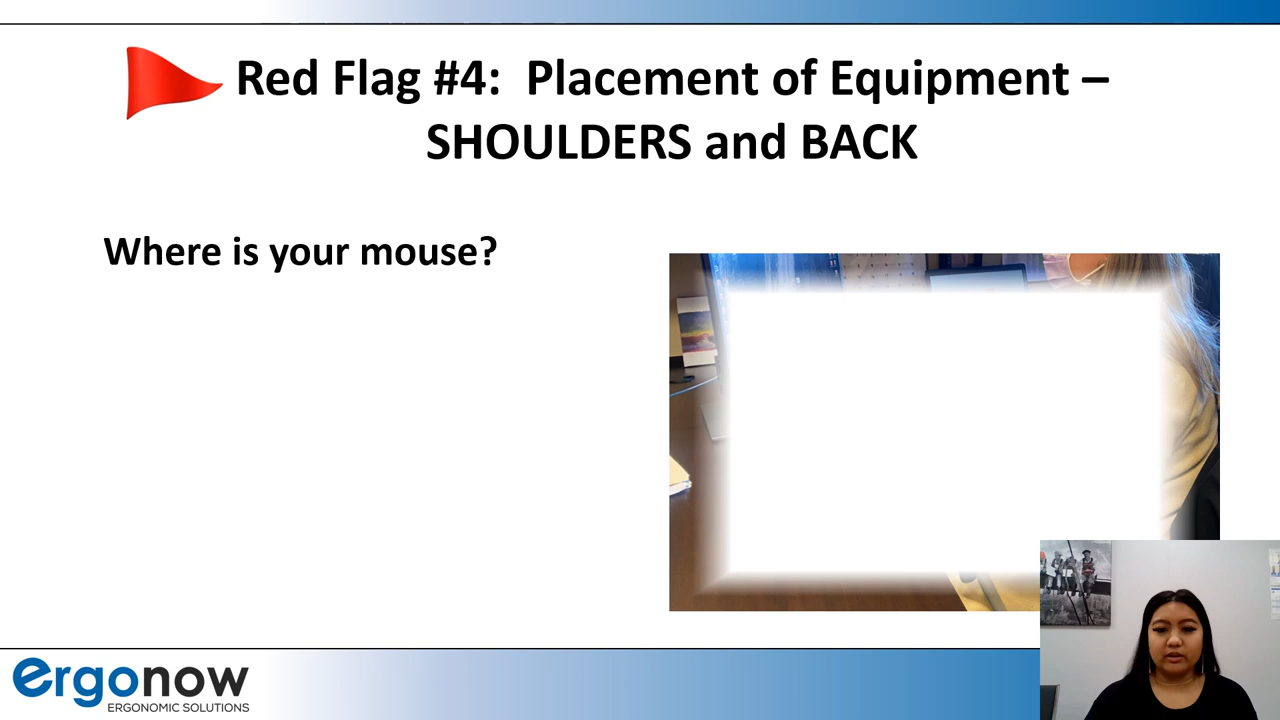 Red Flag #4:  Placement of Equipment –
SHOULDERS and BACK
Where is your mouse?
ergonow
ERGONOMIC SOLUTIONS